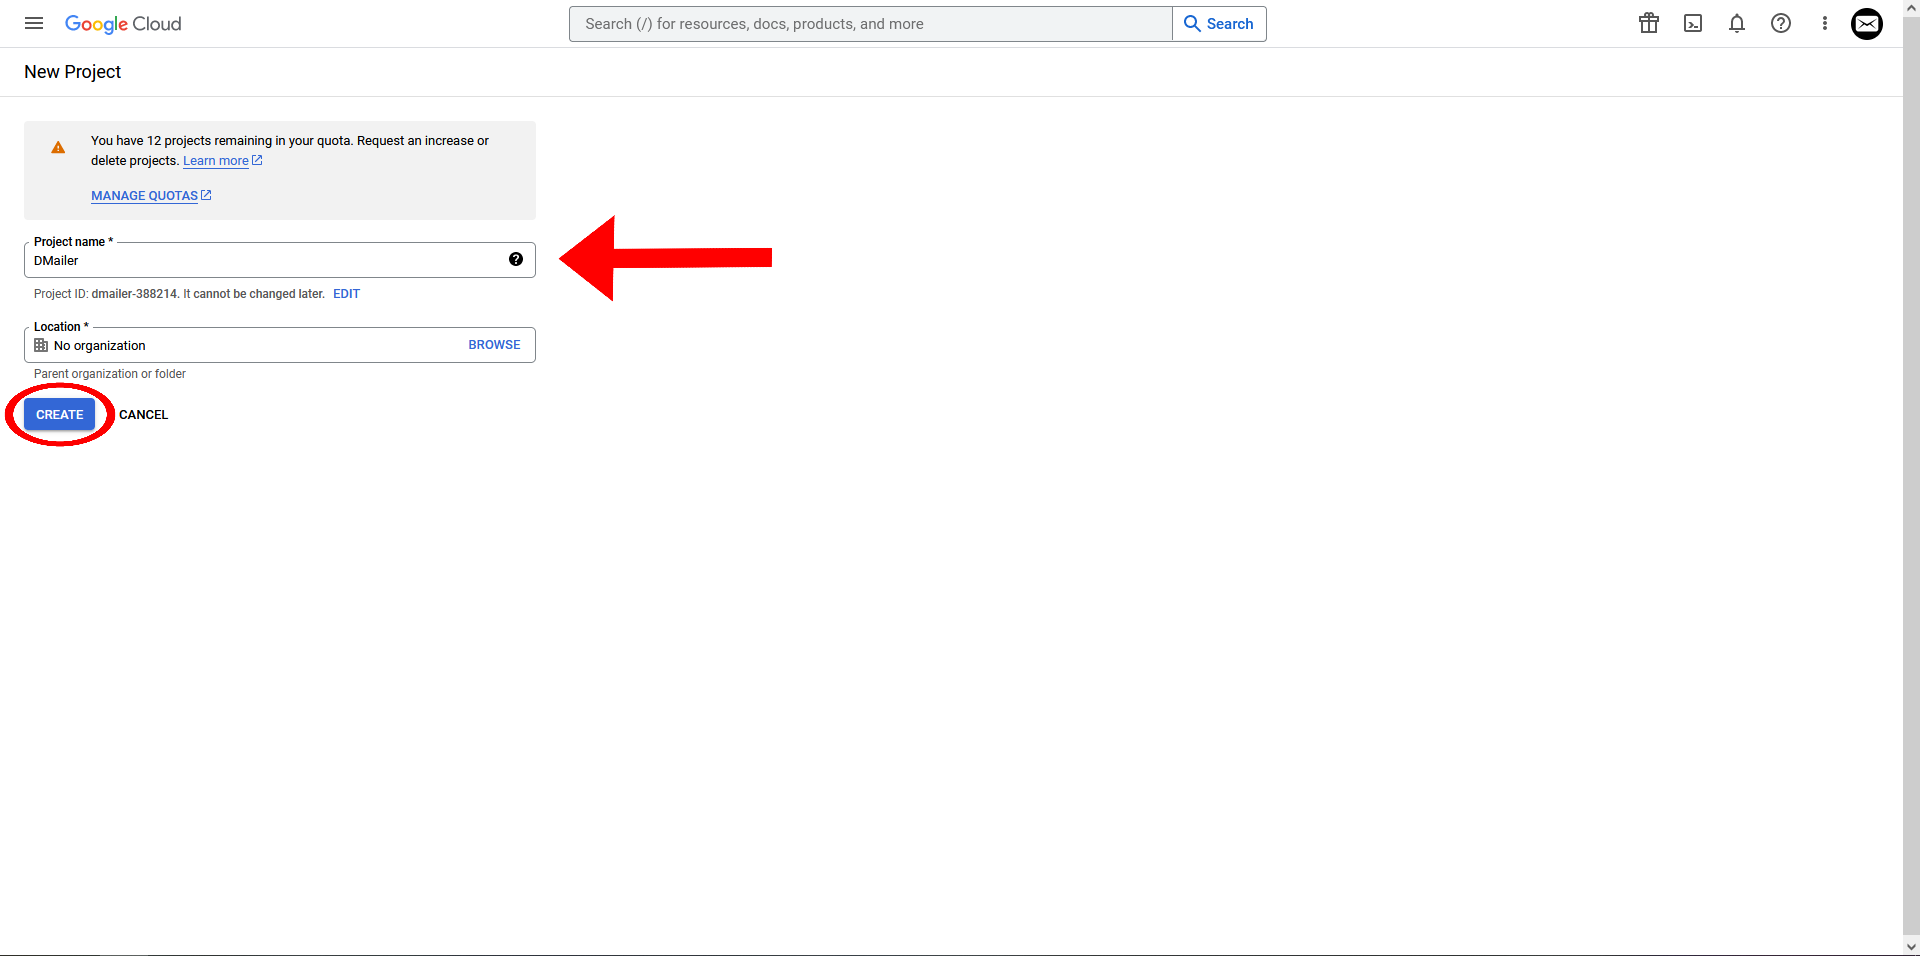 Google Cloud
Search (/) for resources, docs, products, and more
Search
New Project
You have 12 projects remaining in your quota. Request an increase or
delete projects. Learn more
MANAGE QUOTAS
Project name *
DMailer
Project ID: dmailer-388214. It cannot be changed later. EDIT
Location *
No organization
BROWSE
Parent organization or folder
CREATE
CANCEL